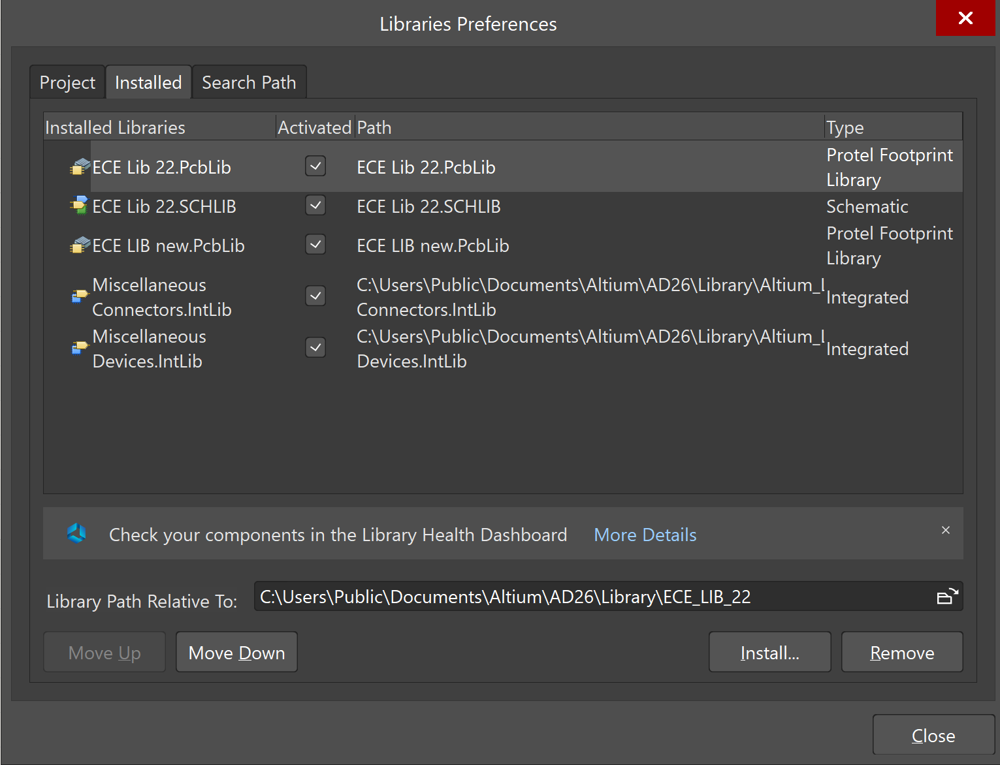 Libraries Preferences
Project Installed Search Path
Installed Libraries Activated Path Type
ECE Lib 22.PcbLib ECE Lib 22.PcbLib Protel Footprint
Library
ECE Lib 22.SCHLIB ECE Lib 22.SCHLIB Schematic
ECE LIB new.PcbLib ECE LIB new.PcbLib Protel Footprint
Library
Miscellaneous C:\Users\Public\Documents\Altium\AD26\Library\Altium_L
Connectors.IntLib Connectors.IntLib Integrated
Miscellaneous C:\Users\Public\Documents\Altium\AD26\Library\Altium_L
Devices.IntLib Devices.IntLib Integrated
Check your components in the Library Health Dashboard More Details
Library Path Relative To: C:\Users\Public\Documents\Altium\AD26\Library\ECE_LIB_22
Move Up Move Down Install... Remove
Close